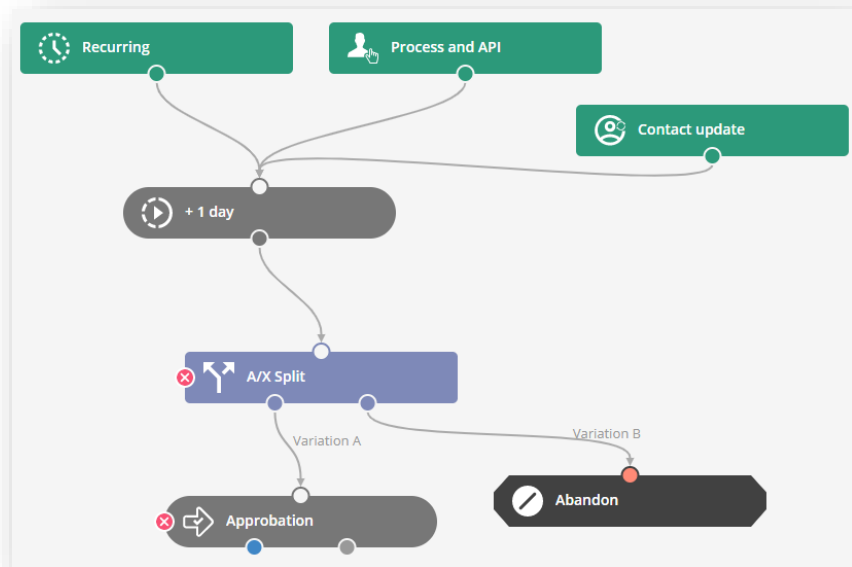 Recurring
Process and API
Contact update
+ 1 day
A/X Split
Variation A
Variation B
Abandon
Approbation